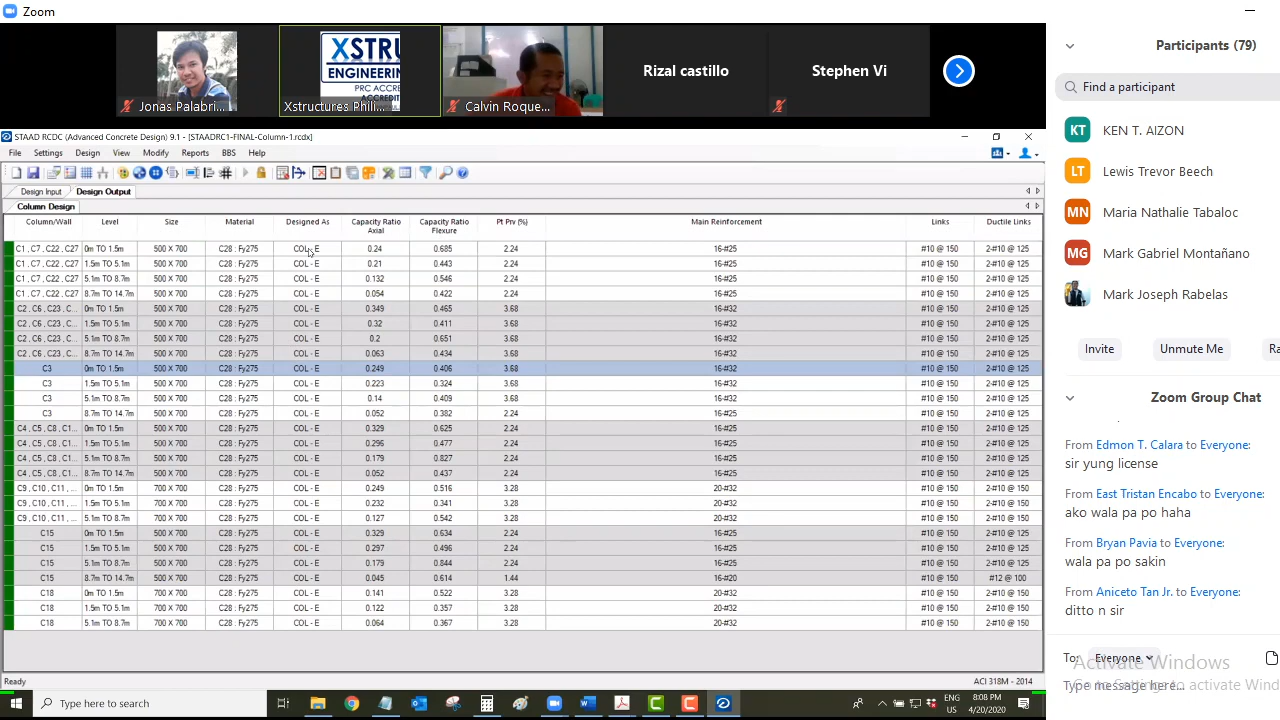 Zoom
XSTRU
ENGINEERING
PRC ACCRE
ACCREDIT
Jonas Palabri...
Xstructures Phili...
Calvin Roque...
Rizal castillo
Stephen Vi
Participants (79)
Find a participant
KT KEN T. AIZON
LT Lewis Trevor Beech
MN Maria Nathalie Tabaloc
MG Mark Gabriel Montañano
Mark Joseph Rabelas
Invite Unmute Me Ra
Zoom Group Chat
From Edmon T. Calara to Everyone:
sir yung license
From East Tristan Encabo to Everyone:
ako wala pa po haha
From Bryan Pavia to Everyone:
wala pa po sakin
From Aniceto Tan Jr. to Everyone:
ditto n sir
To: Everyone
Type message here...
Activate Windows
Go to Settings to activate Wind
STAAD RCDC (Advanced Concrete Design) 9.1 - [STAADRC1-FINAL-Column-1.rcdx]
File Settings Design View Modify Reports BBS Help
Design Input Design Output
Column Design
Column/Wall Level Size Material Designed As Capacity Ratio Axial Capacity Ratio Flexure Pt Prv (%) Main Reinforcement Links Ductile Links
C1 , C7 , C22 , C27 0m TO 1.5m 500 X 700 C28 : Fy275 COL - E 0.24 0.685 2.24 16-#25 #10 @ 150 2-#10 @ 125
C1 , C7 , C22 , C27 1.5m TO 5.1m 500 X 700 C28 : Fy275 COL - E 0.21 0.443 2.24 16-#25 #10 @ 150 2-#10 @ 125
C1 , C7 , C22 , C27 5.1m TO 8.7m 500 X 700 C28 : Fy275 COL - E 0.132 0.546 2.24 16-#25 #10 @ 150 2-#10 @ 125
C1 , C7 , C22 , C27 8.7m TO 14.7m 500 X 700 C28 : Fy275 COL - E 0.054 0.422 2.24 16-#25 #10 @ 150 2-#10 @ 125
C2 , C6 , C23 , C... 0m TO 1.5m 500 X 700 C28 : Fy275 COL - E 0.349 0.465 3.68 16-#32 #10 @ 150 2-#10 @ 125
C2 , C6 , C23 , C... 1.5m TO 5.1m 500 X 700 C28 : Fy275 COL - E 0.32 0.411 3.68 16-#32 #10 @ 150 2-#10 @ 125
C2 , C6 , C23 , C... 5.1m TO 8.7m 500 X 700 C28 : Fy275 COL - E 0.2 0.651 3.68 16-#32 #10 @ 150 2-#10 @ 125
C2 , C6 , C23 , C... 8.7m TO 14.7m 500 X 700 C28 : Fy275 COL - E 0.063 0.434 3.68 16-#32 #10 @ 150 2-#10 @ 125
C3 0m TO 1.5m 500 X 700 C28 : Fy275 COL - E 0.249 0.406 3.68 16-#32 #10 @ 150 2-#10 @ 125
C3 1.5m TO 5.1m 500 X 700 C28 : Fy275 COL - E 0.223 0.324 3.68 16-#32 #10 @ 150 2-#10 @ 125
C3 5.1m TO 8.7m 500 X 700 C28 : Fy275 COL - E 0.14 0.409 3.68 16-#32 #10 @ 150 2-#10 @ 125
C3 8.7m TO 14.7m 500 X 700 C28 : Fy275 COL - E 0.052 0.382 2.24 16-#25 #10 @ 150 2-#10 @ 125
C4 , C5 , C8 , C1... 0m TO 1.5m 500 X 700 C28 : Fy275 COL - E 0.329 0.625 2.24 16-#25 #10 @ 150 2-#10 @ 125
C4 , C5 , C8 , C1... 1.5m TO 5.1m 500 X 700 C28 : Fy275 COL - E 0.296 0.477 2.24 16-#25 #10 @ 150 2-#10 @ 125
C4 , C5 , C8 , C1... 5.1m TO 8.7m 500 X 700 C28 : Fy275 COL - E 0.179 0.827 2.24 16-#25 #10 @ 150 2-#10 @ 125
C4 , C5 , C8 , C1... 8.7m TO 14.7m 500 X 700 C28 : Fy275 COL - E 0.052 0.437 2.24 16-#25 #10 @ 150 2-#10 @ 125
C9 , C10 , C11 , ... 0m TO 1.5m 700 X 700 C28 : Fy275 COL - E 0.249 0.516 3.28 20-#32 #10 @ 150 2-#10 @ 150
C9 , C10 , C11 , ... 1.5m TO 5.1m 700 X 700 C28 : Fy275 COL - E 0.232 0.341 3.28 20-#32 #10 @ 150 2-#10 @ 150
C9 , C10 , C11 , ... 5.1m TO 8.7m 700 X 700 C28 : Fy275 COL - E 0.127 0.542 3.28 20-#32 #10 @ 150 2-#10 @ 150
C15 0m TO 1.5m 500 X 700 C28 : Fy275 COL - E 0.329 0.634 2.24 16-#25 #10 @ 150 2-#10 @ 125
C15 1.5m TO 5.1m 500 X 700 C28 : Fy275 COL - E 0.297 0.496 2.24 16-#25 #10 @ 150 2-#10 @ 125
C15 5.1m TO 8.7m 500 X 700 C28 : Fy275 COL - E 0.179 0.844 2.24 16-#25 #10 @ 150 2-#10 @ 125
C15 8.7m TO 14.7m 500 X 700 C28 : Fy275 COL - E 0.045 0.614 1.44 16-#20 #10 @ 150 #12 @ 100
C18 0m TO 1.5m 700 X 700 C28 : Fy275 COL - E 0.141 0.522 3.28 20-#32 #10 @ 150 2-#10 @ 150
C18 1.5m TO 5.1m 700 X 700 C28 : Fy275 COL - E 0.122 0.357 3.28 20-#32 #10 @ 150 2-#10 @ 150
C18 5.1m TO 8.7m 700 X 700 C28 : Fy275 COL - E 0.064 0.367 3.28 20-#32 #10 @ 150 2-#10 @ 150
Ready
ACI 318M - 2014
Type here to search
ENG
US
8:08 PM
4/20/2020